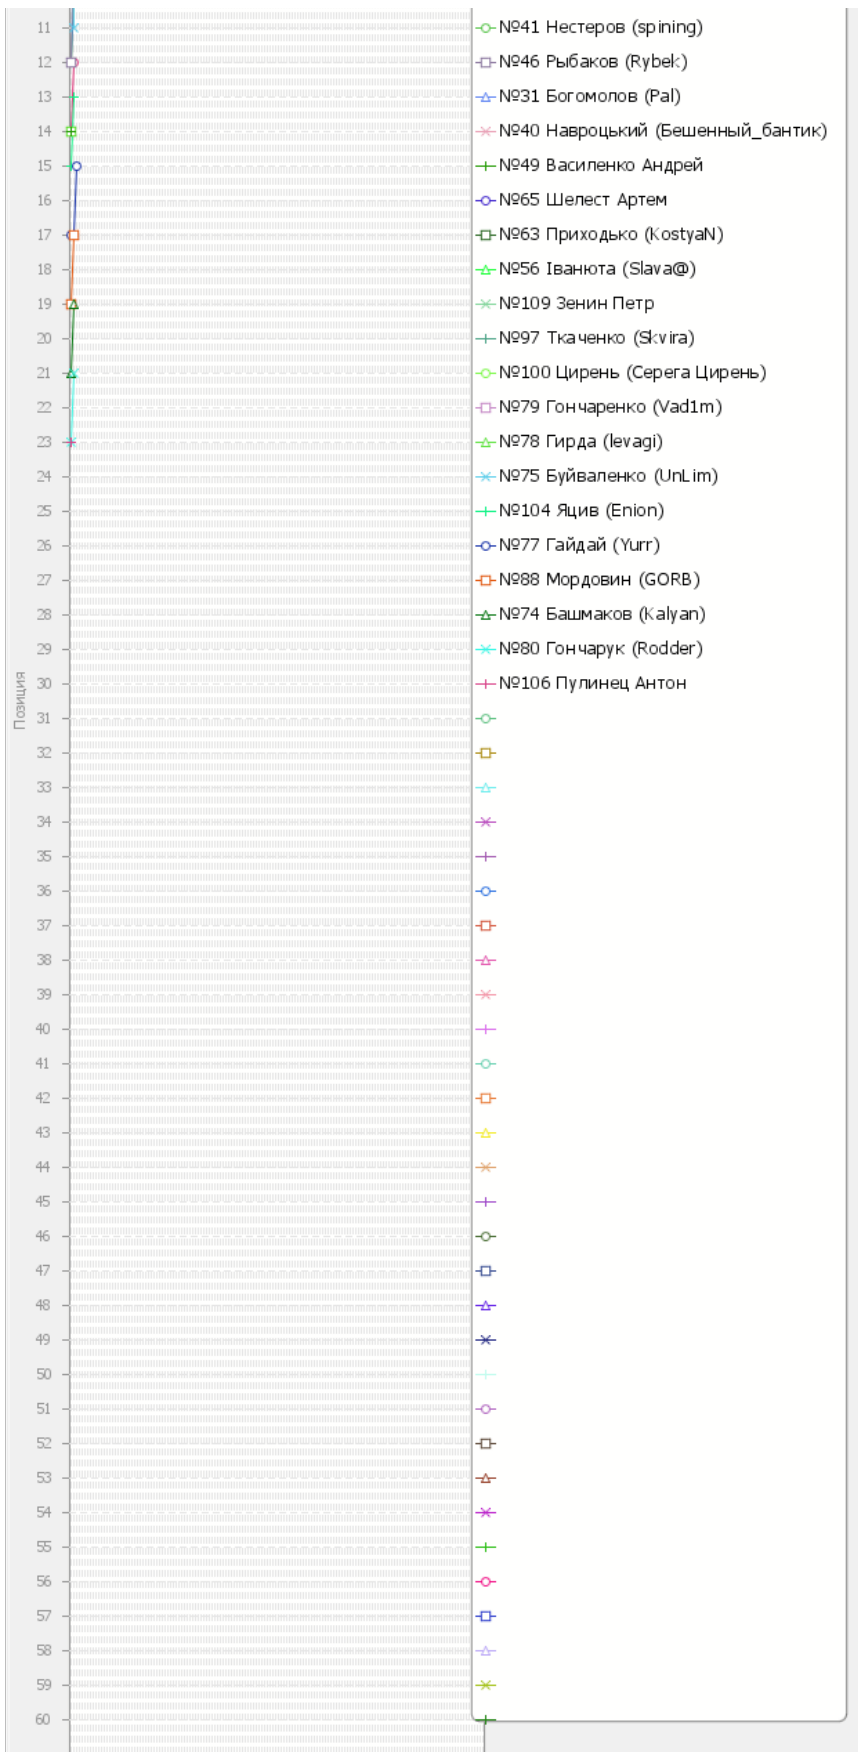 11 №41 Нестеров (spining)
12 №46 Рыбаков (Rybek)
13 №31 Богомолов (Pal)
14 №40 Навроцький (Бешенный_бантик)
15 №49 Василенко Андрей
16 №65 Шелест Артем
17 №63 Приходько (KostyaN)
18 №56 Іванюта (Slava@)
19 №109 Зенин Петр
20 №97 Ткаченко (Skvira)
21 №100 Цирень (Серега Цирень)
22 №79 Гончаренко (Vad1m)
23 №78 Гирда (levagi)
24 №75 Буйваленко (UnLim)
25 №104 Яцив (Enion)
26 №77 Гайдай (Yurr)
27 №88 Мордовин (GORB)
28 №74 Башмаков (Kalyan)
29 №80 Гончарук (Rodder)
30 №106 Пулинец Антон
Позиция
31
32
33
34
35
36
37
38
39
40
41
42
43
44
45
46
47
48
49
50
51
52
53
54
55
56
57
58
59
60